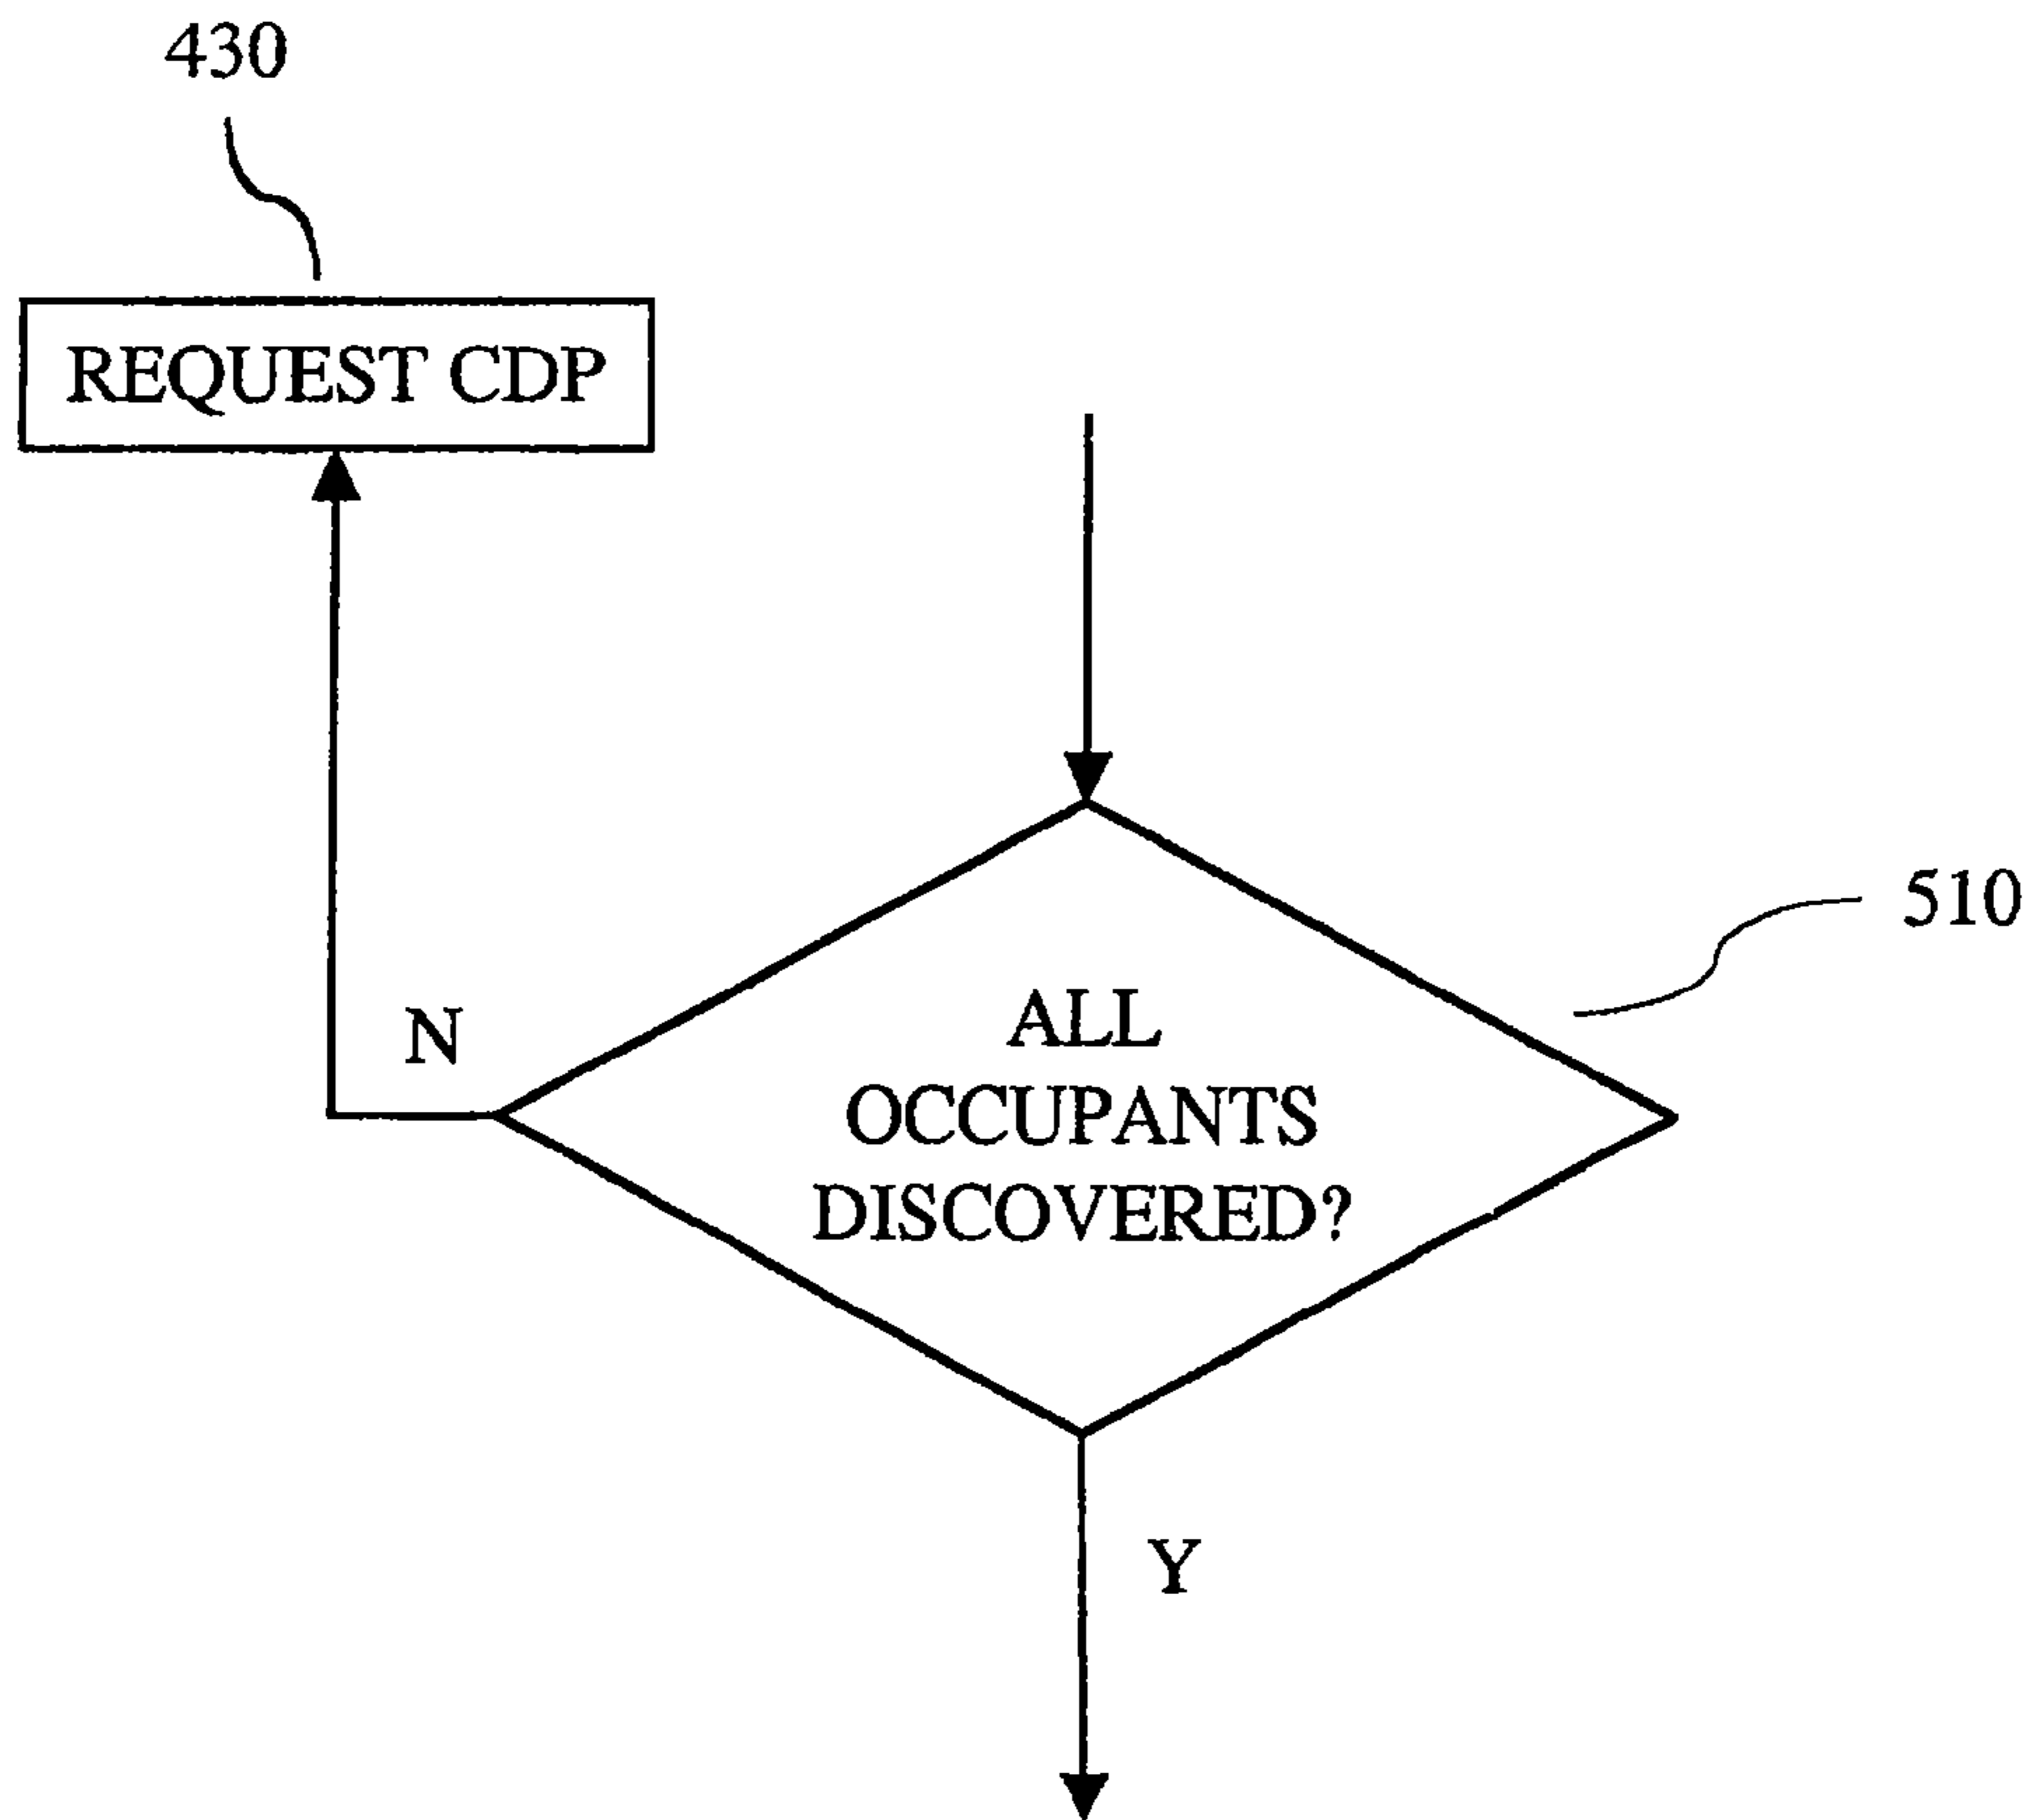 430
REQUEST CDP
510
N
ALL
OCCUPANTS
DISCOVERED?
Y